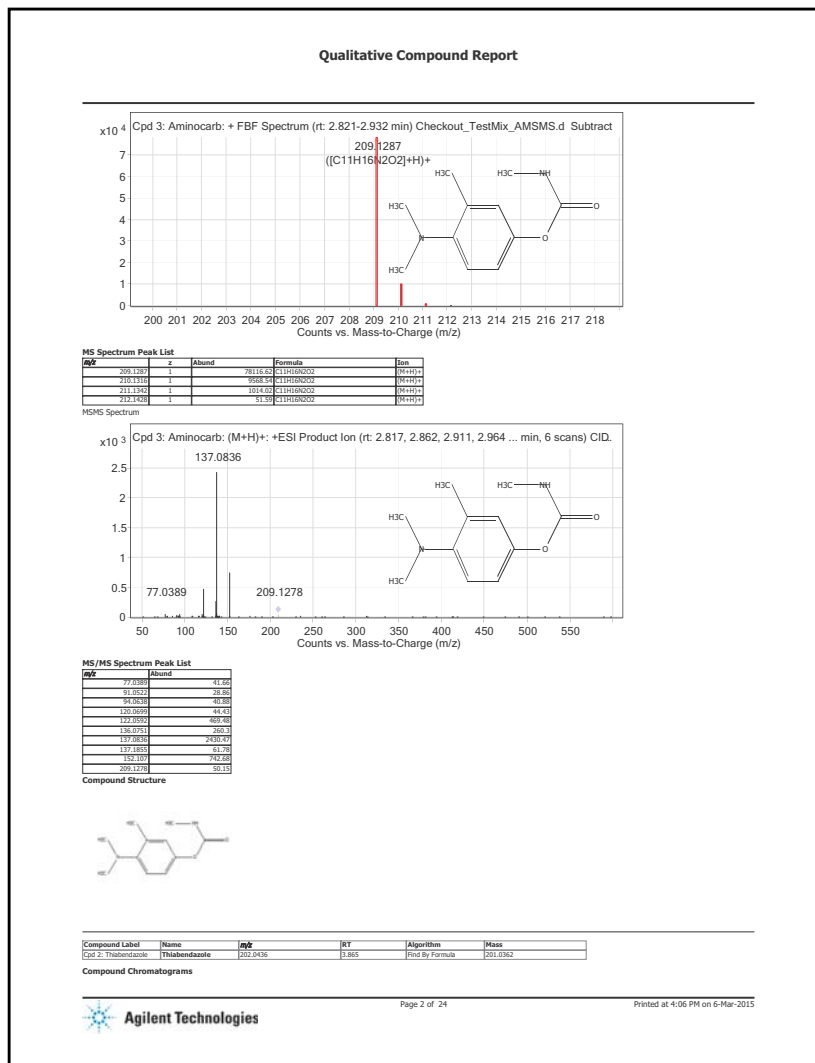 Qualitative Compound Report
x10 4
Cpd 3: Aminocarb: + FBF Spectrum (rt: 2.821-2.932 min) Checkout_TestMix_AMSMS.d Subtract
209.1287
([C11H16N2O2]+H)+
7
6
5
4
3
2
1
0
H3C
H3C
NH
H3C
O
N
O
H3C
200 201 202 203 204 205 206 207 208 209 210 211 212 213 214 215 216 217 218
Counts vs. Mass-to-Charge (m/z)
MS Spectrum Peak List
m/z z Abund Formula Ion
209.1287 1 78116.62 C11H16N2O2 (M+H)+
210.1316 1 9568.54 C11H16N2O2 (M+H)+
211.1342 1 1014.02 C11H16N2O2 (M+H)+
212.1428 1 51.59 C11H16N2O2 (M+H)+
MSMS Spectrum
x10 3
Cpd 3: Aminocarb: (M+H)+: +ESI Product Ion (rt: 2.817, 2.862, 2.911, 2.964 ... min, 6 scans) CID..
137.0836
2.5
2
1.5
1
0.5
0
77.0389
209.1278
H3C
H3C
NH
H3C
O
N
O
H3C
50 100 150 200 250 300 350 400 450 500 550
Counts vs. Mass-to-Charge (m/z)
MS/MS Spectrum Peak List
m/z Abund
77.0389 41.66
91.0522 28.86
94.0638 40.88
120.0699 44.43
122.0592 469.48
136.0751 260.3
137.0836 2430.47
137.1855 61.78
152.107 742.68
209.1278 50.15
Compound Structure
Compound Label Name m/z RT Algorithm Mass
Cpd 2: Thiabendazole Thiabendazole 202.0436 3.865 Find By Formula 201.0362
Compound Chromatograms
Agilent Technologies
Page 2 of 24
Printed at 4:06 PM on 6-Mar-2015